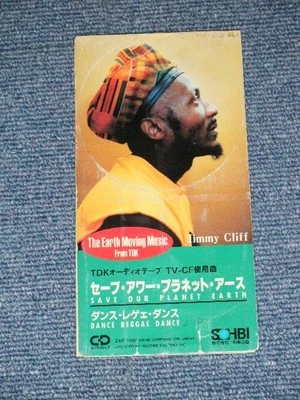 Jimmy Cliff
The Earth Moving Music
From TDK
TDKオーディオテープ TV-CF使用曲
セーブ・アワー・プラネット・アース
SAVE OUR PLANET EARTH
ダンス・レゲエ・ダンス
DANCE REGGAE DANCE
SOHBI